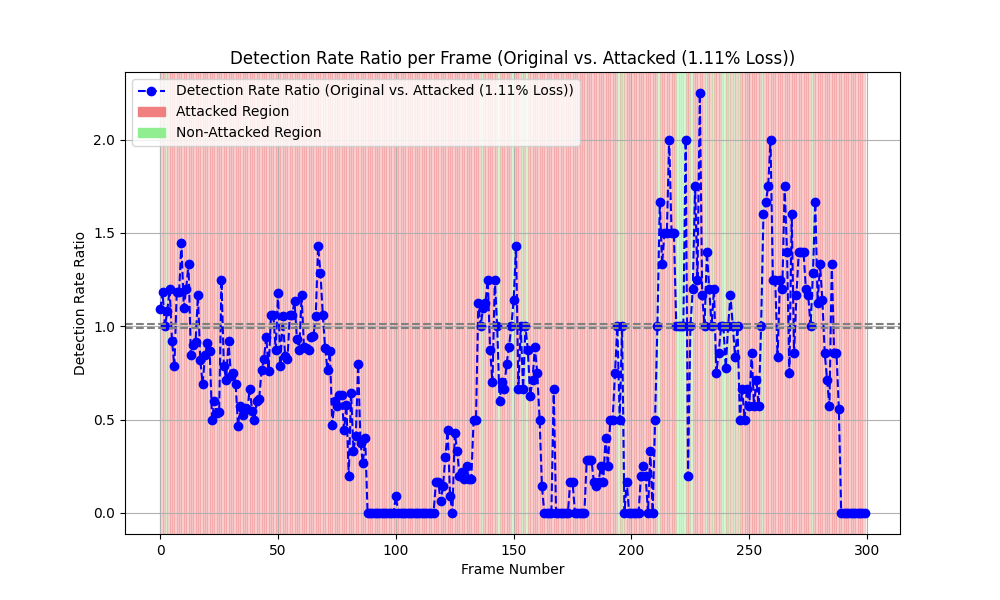 Detection Rate Ratio per Frame (Original vs. Attacked (1.11% Loss))
Detection Rate Ratio (Original vs. Attacked (1.11% Loss))
Attacked Region
Non-Attacked Region
Detection Rate Ratio
2.0
1.5
1.0
0.5
0.0
0
50
100
150
200
250
300
Frame Number